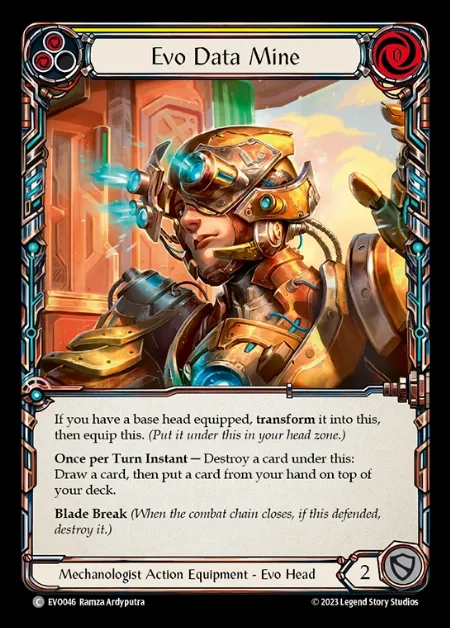 Evo Data Mine
0
If you have a base head equipped, transform it into this,
then equip this. (Put it under this in your head zone.)
Once per Turn Instant — Destroy a card under this:
Draw a card, then put a card from your hand on top
of your deck.
Blade Break (When the combat chain closes, if this defended,
destroy it.)
Mechanologist Action Equipment - Evo Head
2
C EVO046 Ramza Ardyputra
© 2023 Legend Story Studios